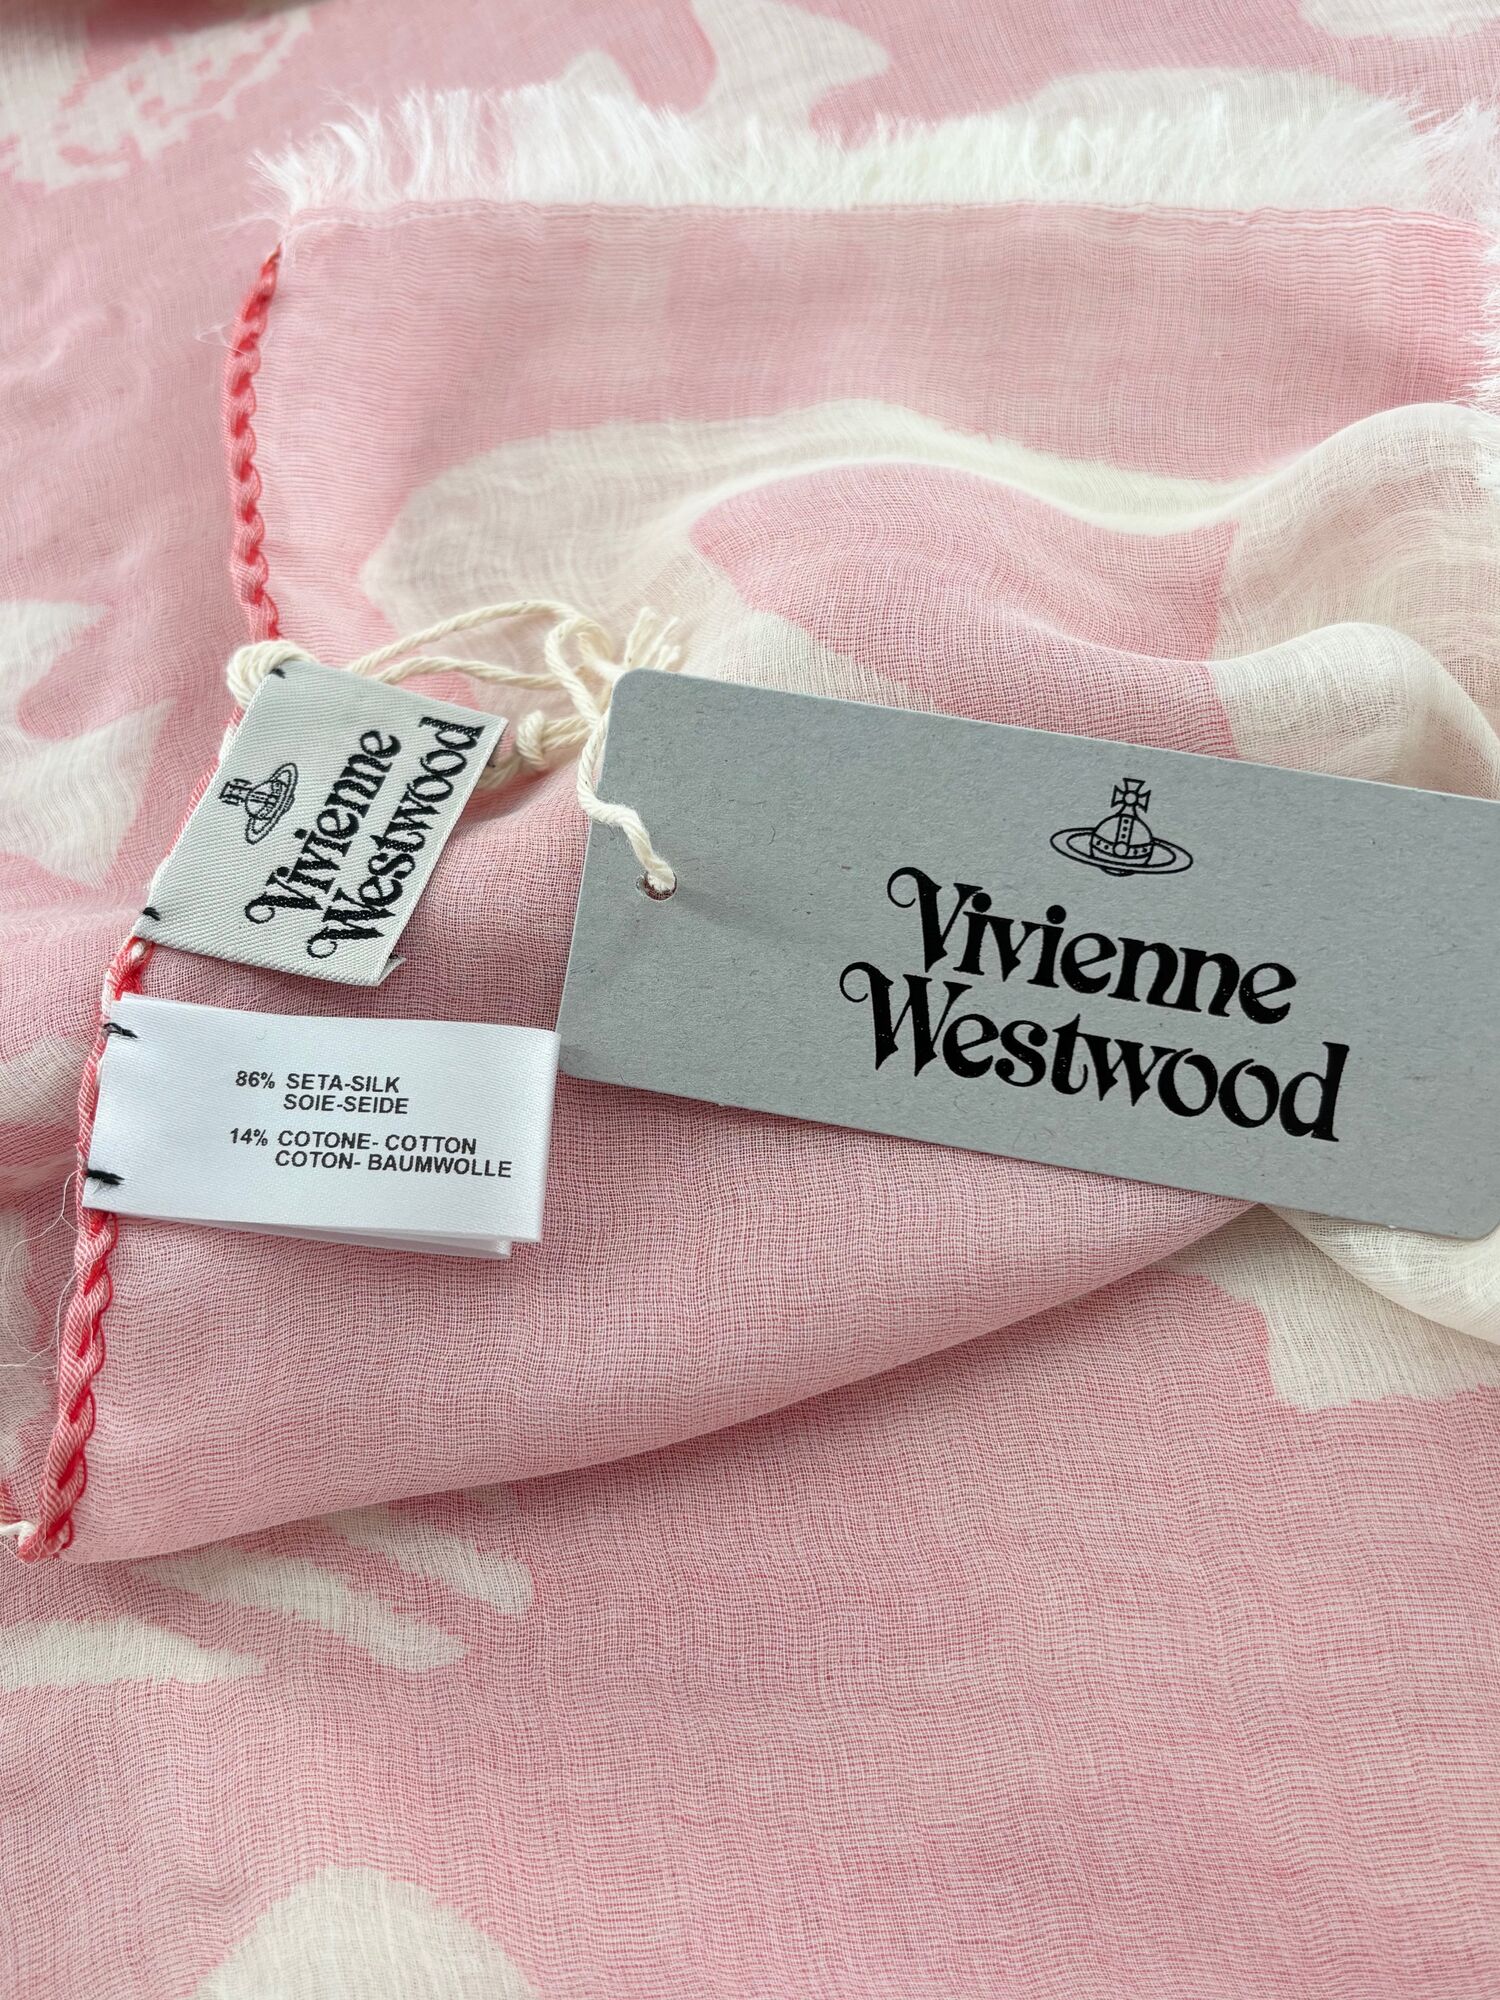 Vivienne
Westwood
Vivienne
Westwood
86% SETA-SILK
SOIE-SEIDE
14% COTONE- COTTON
COTON- BAUMWOLLE